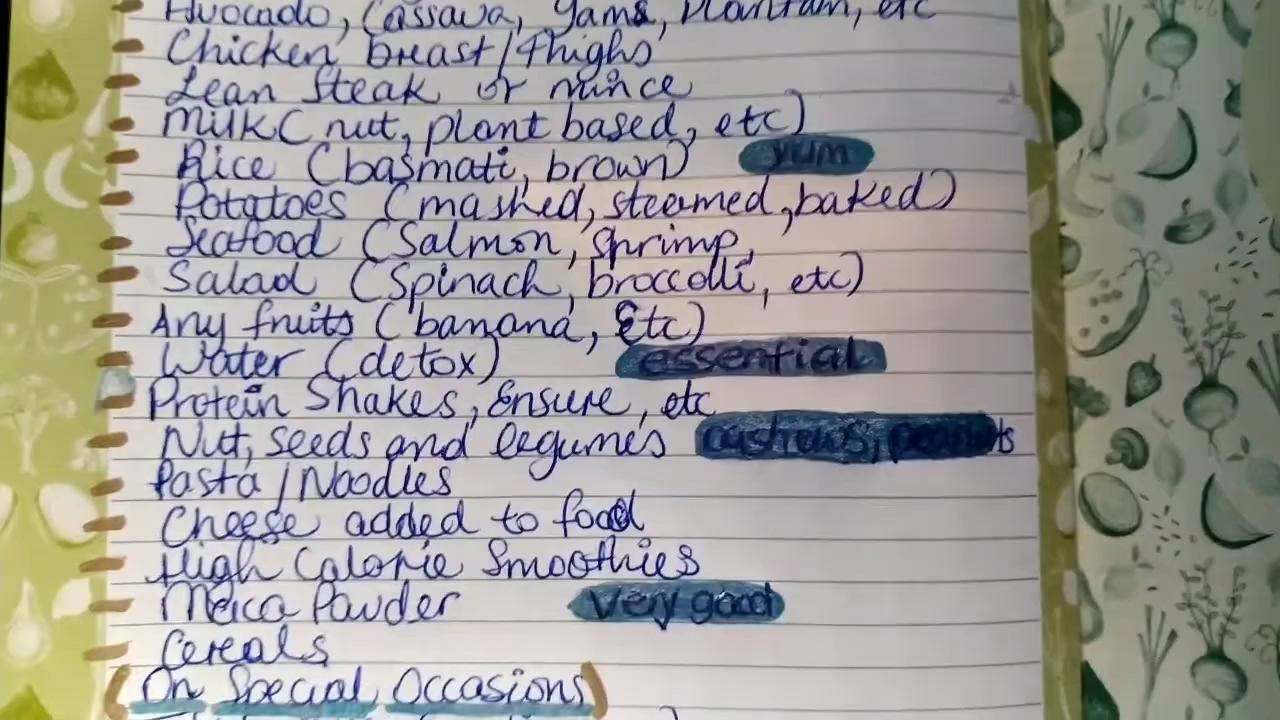 Avocado, Cassava, Yams, Plantain, etc
Chicken breast/Thighs
Lean Steak or mince
Milk (nut, plant based, etc)
Rice (basmati, brown) yum
Potatoes (mashed, steamed, baked)
Seafood (Salmon, Shrimp,
Salad (Spinach, broccolli, etc)
Any fruits (banana, Etc)
Water (detox) essential
Protein Shakes, Ensure, etc
Nut, seeds and legumes cashews, peanuts
Pasta/Noodles
Cheese added to food
High Calorie Smoothies
Maca Powder Very good
Cereals
(On Special Occasions)